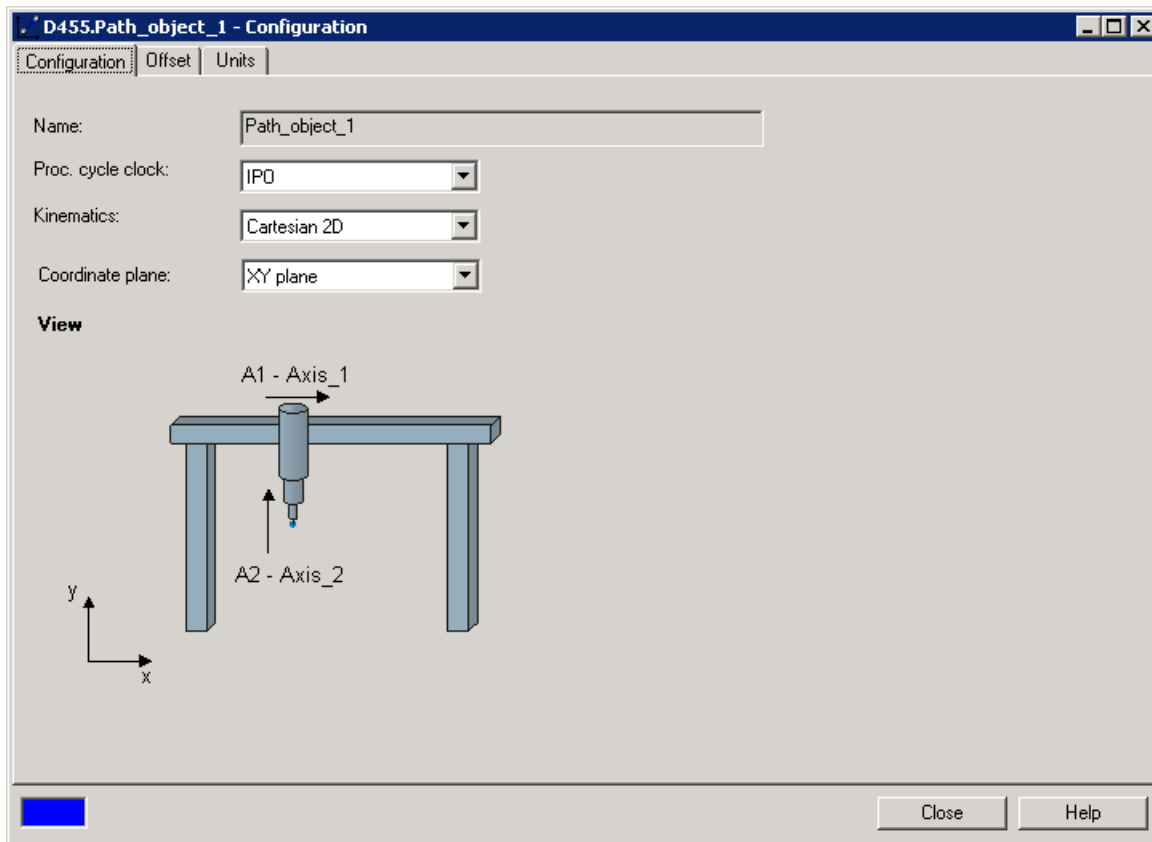 D455.Path_object_1 - Configuration
Configuration Offset Units
Name: Path_object_1
Proc. cycle clock: IPO
Kinematics: Cartesian 2D
Coordinate plane: XY plane
View
A1 - Axis_1
A2 - Axis_2
y
x
Close Help